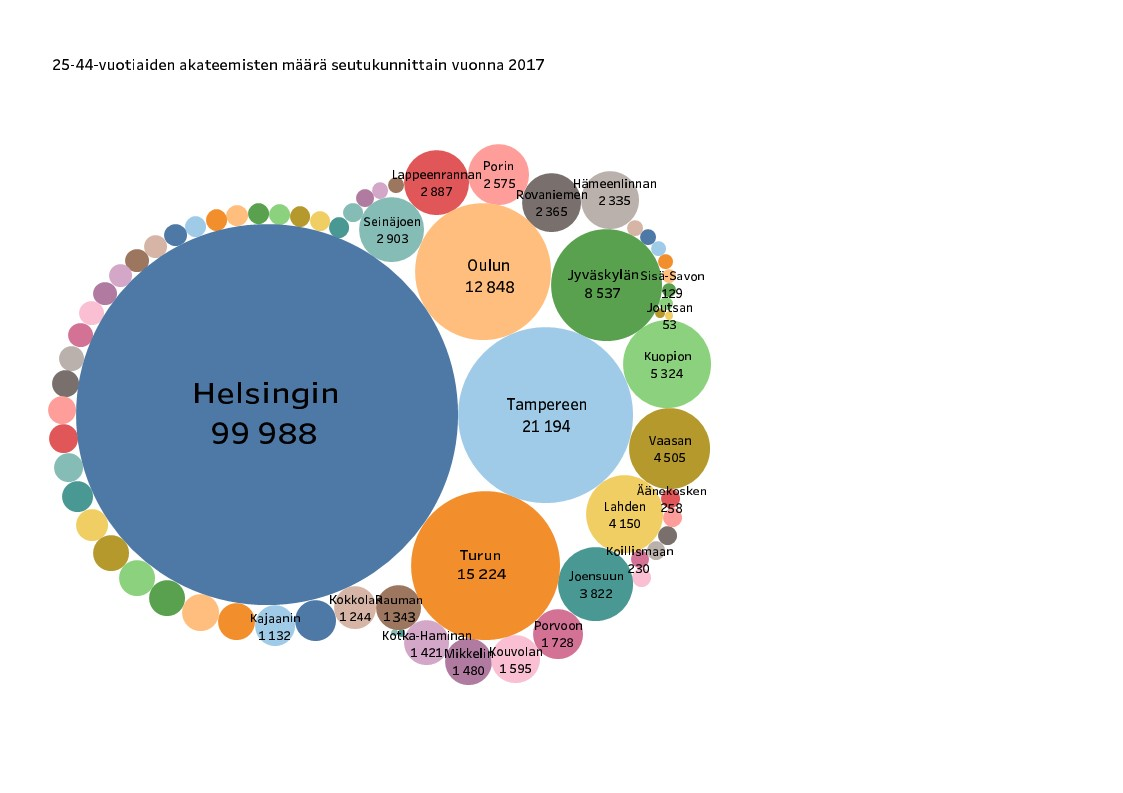 25-44-vuotiaiden akateemisten määrä seutukunnittain vuonna 2017
Lappeenrannan
2 887
Porin
2 575
Rovaniemen
2 365
Hämeenlinnan
2 335
Seinäjoen
2 903
Oulun
12 848
Jyväskylän
8 537
Sisä-Savon
129
Joutsan
53
Kuopion
5 324
Helsingin
99 988
Tampereen
21 194
Vaasan
4 505
Äänekosken
258
Lahden
4 150
Koillismaan
230
Turun
15 224
Joensuun
3 822
Kokkolan
1 244
Rauman
1 343
Kajaanin
1 132
Kotka-Haminan
1 421
Mikkelin
1 480
Kouvolan
1 595
Porvoon
1 728